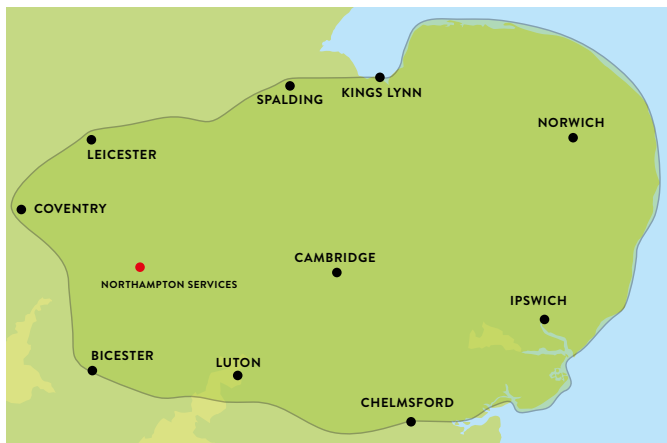 KINGS LYNN
SPALDING
NORWICH
LEICESTER
COVENTRY
CAMBRIDGE
NORTHAMPTON SERVICES
IPSWICH
BICESTER
LUTON
CHELMSFORD